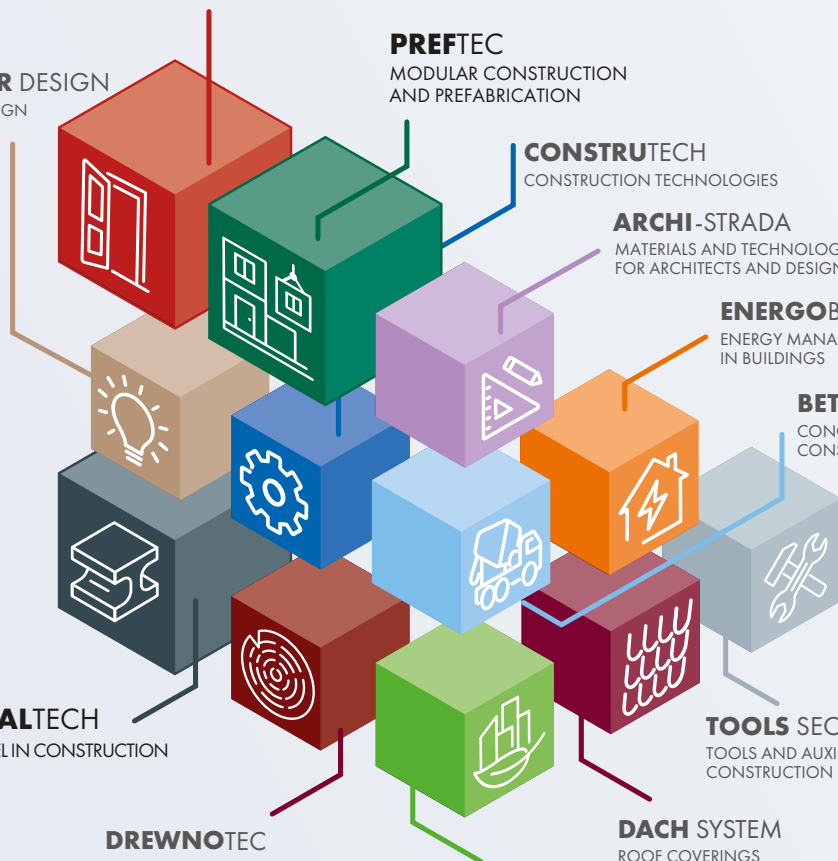 PREFTEC
MODULAR CONSTRUCTION
AND PREFABRICATION
R DESIGN
GN
CONSTRUTECH
CONSTRUCTION TECHNOLOGIES
ARCHI-STRADA
MATERIALS AND TECHNOLOG
FOR ARCHITECTS AND DESIGN
ENERGOB
ENERGY MANA
IN BUILDINGS
BET
CONC
CONS
ALTECH
EL IN CONSTRUCTION
TOOLS SEC
TOOLS AND AUXI
CONSTRUCTION
DREWNOTEC
DACH SYSTEM
ROOF COVERINGS